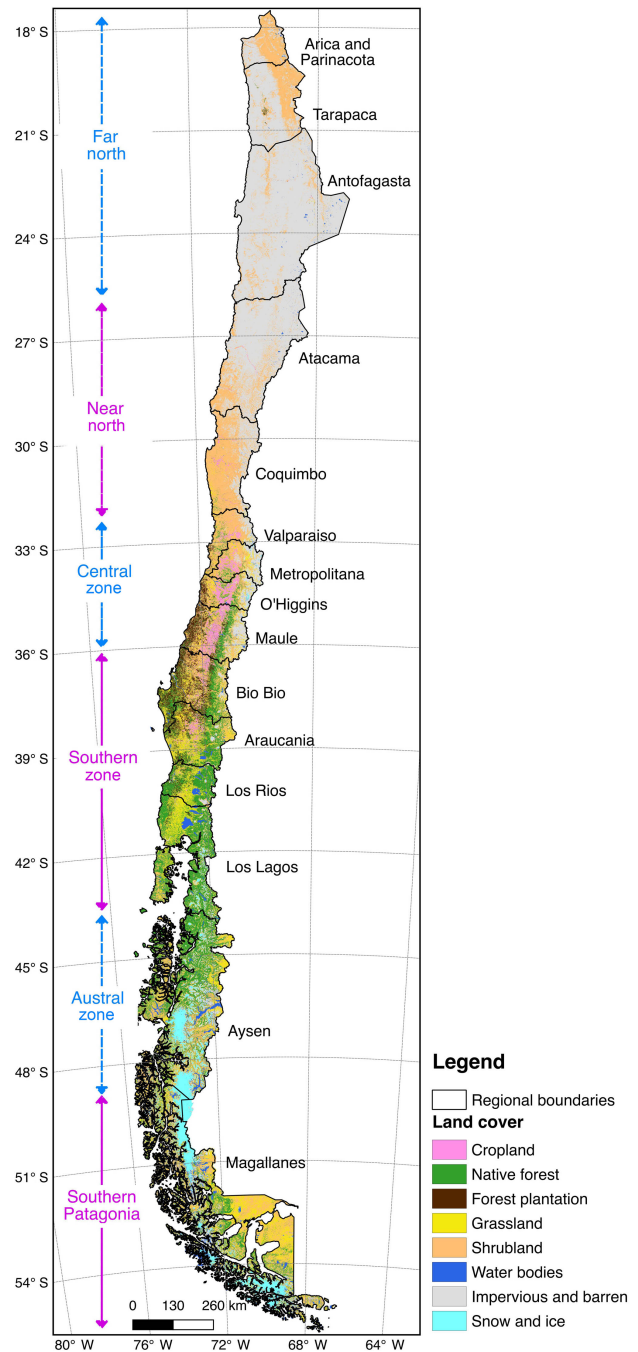 18° S
21° S
24° S
27° S
30° S
33° S
36° S
39° S
42° S
45° S
48° S
51° S
54° S
Far
north
Near
north
Central
zone
Southern
zone
Austral
zone
Southern
Patagonia
Arica and
Parinacota
Tarapaca
Antofagasta
Atacama
Coquimbo
Valparaiso
Metropolitana
O'Higgins
Maule
Bio Bio
Araucania
Los Rios
Los Lagos
Aysen
Magallanes
0 130 260 km
80° W 76° W 72° W 68° W 64° W
Legend
Regional boundaries
Land cover
Cropland
Native forest
Forest plantation
Grassland
Shrubland
Water bodies
Impervious and barren
Snow and ice